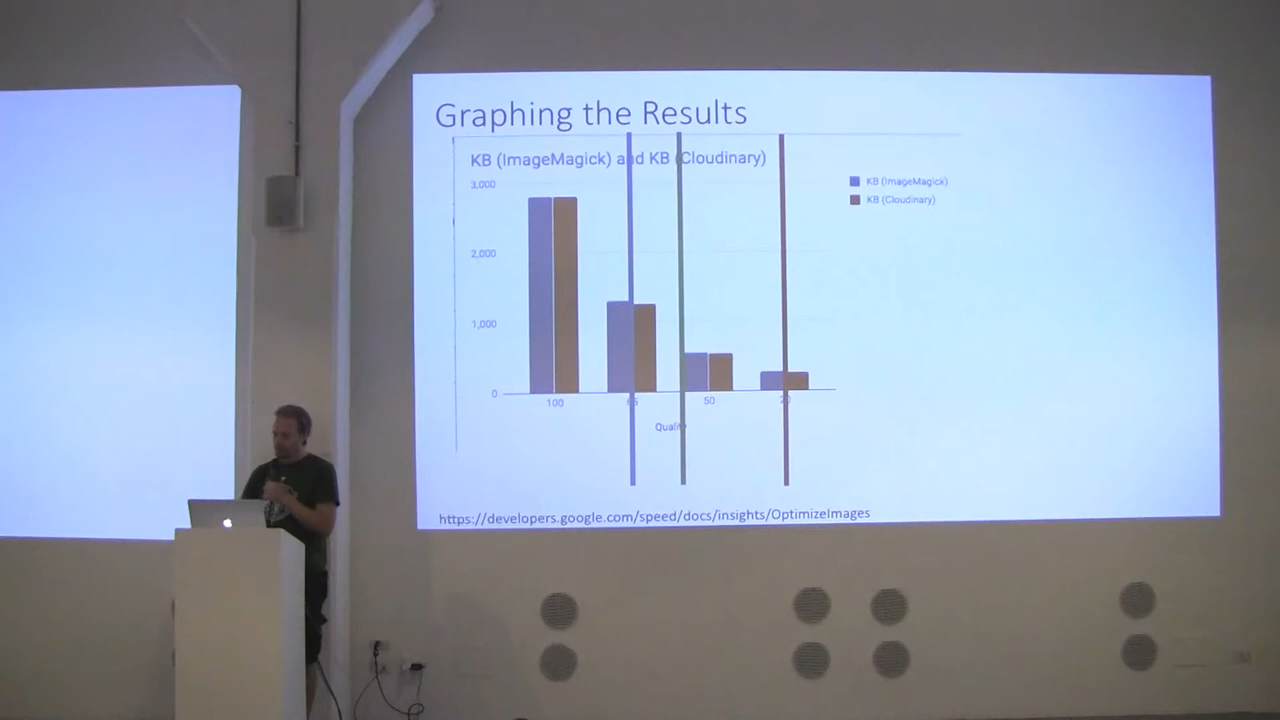 Graphing the Results
KB (ImageMagick) and KB (Cloudinary)
KB (ImageMagick)
KB (Cloudinary)
3,000
2,000
1,000
0
100
50
https://developers.google.com/speed/docs/insights/OptimizeImages